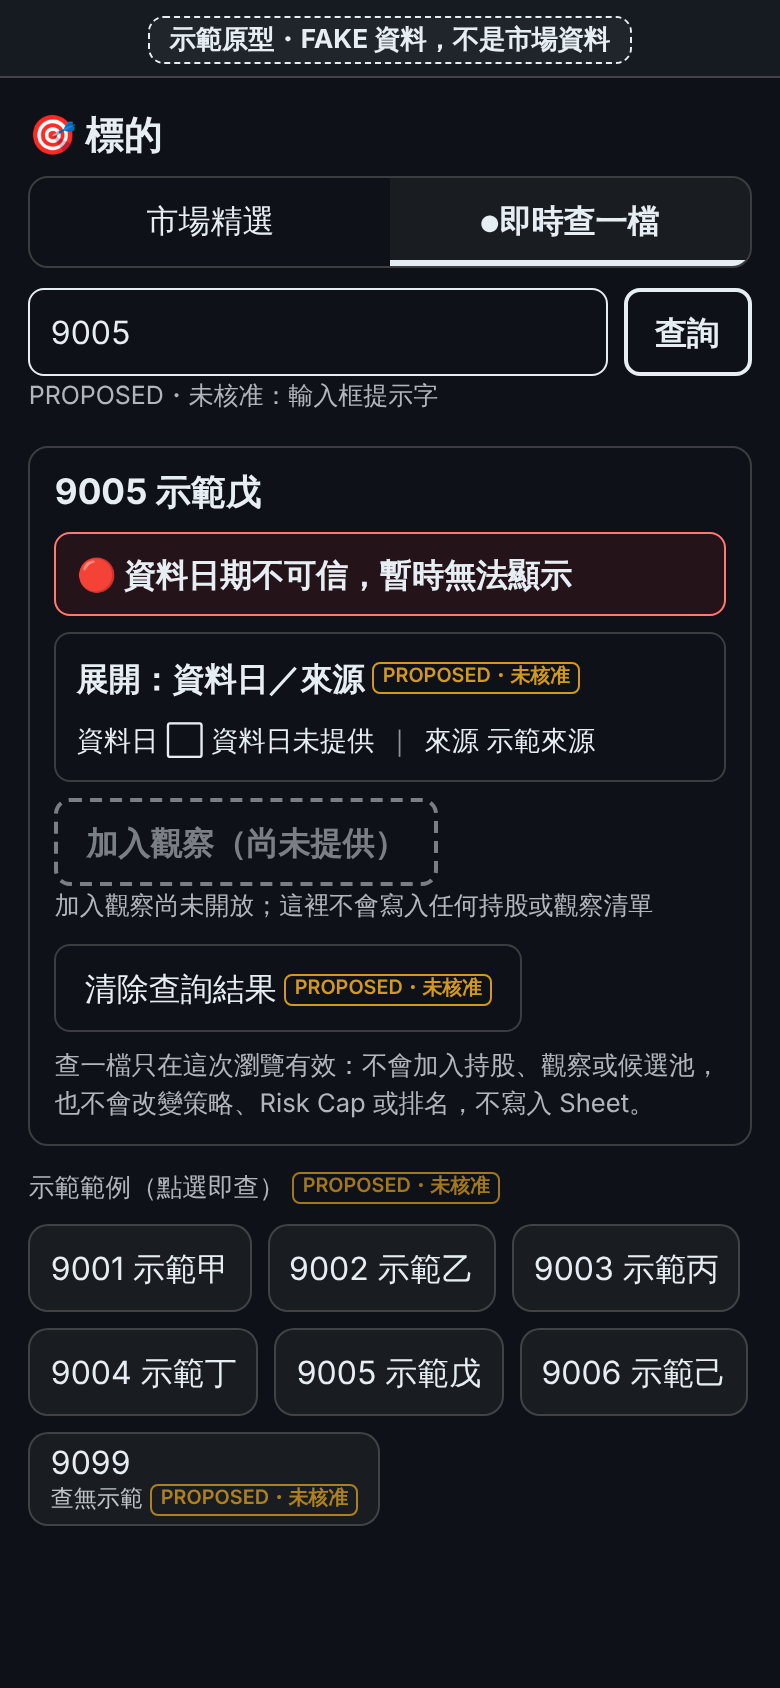 示範原型・FAKE 資料，不是市場資料
🎯 標的
市場精選
●即時查一檔
9005
查詢
PROPOSED・未核准：輸入框提示字
9005 示範戊
🔴 資料日期不可信，暫時無法顯示
展開：資料日／來源 PROPOSED・未核准
資料日 ⬜ 資料日未提供 | 來源 示範來源
加入觀察（尚未提供）
加入觀察尚未開放；這裡不會寫入任何持股或觀察清單
清除查詢結果 PROPOSED・未核准
查一檔只在這次瀏覽有效：不會加入持股、觀察或候選池，
也不會改變策略、Risk Cap 或排名，不寫入 Sheet。
示範範例（點選即查） PROPOSED・未核准
9001 示範甲
9002 示範乙
9003 示範丙
9004 示範丁
9005 示範戊
9006 示範己
9099
查無示範 PROPOSED・未核准